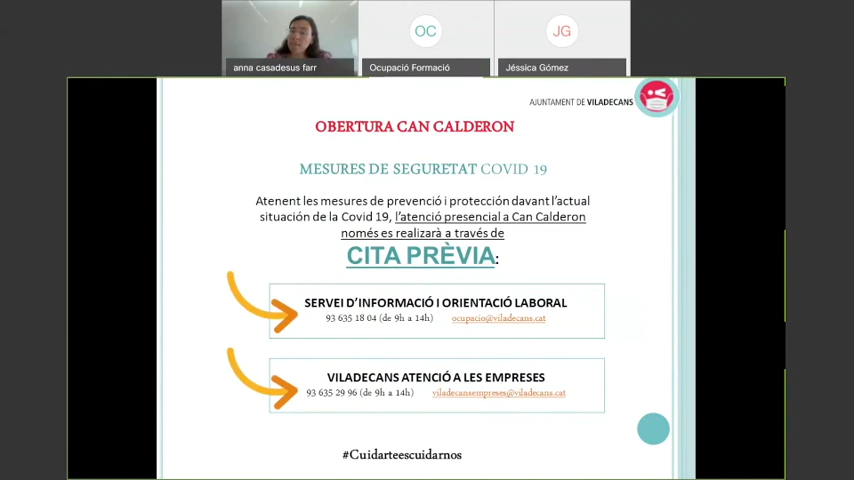 OC
JG
anna casadesus farr
Ocupació Formació
Jéssica Gómez
AJUNTAMENT DE VILADECANS
OBERTURA CAN CALDERON
MESURES DE SEGURETAT COVID 19
Atenent les mesures de prevenció i protección davant l'actual
situación de la Covid 19, l'atenció presencial a Can Calderon
només es realizarà a través de
CITA PRÈVIA:
SERVEI D'INFORMACIÓ I ORIENTACIÓ LABORAL
93 635 18 04 (de 9h a 14h) ocupacio@viladecans.cat
VILADECANS ATENCIÓ A LES EMPRESES
93 635 29 96 (de 9h a 14h) viladecansempreses@viladecans.cat
#Cuidarteescuidarnos